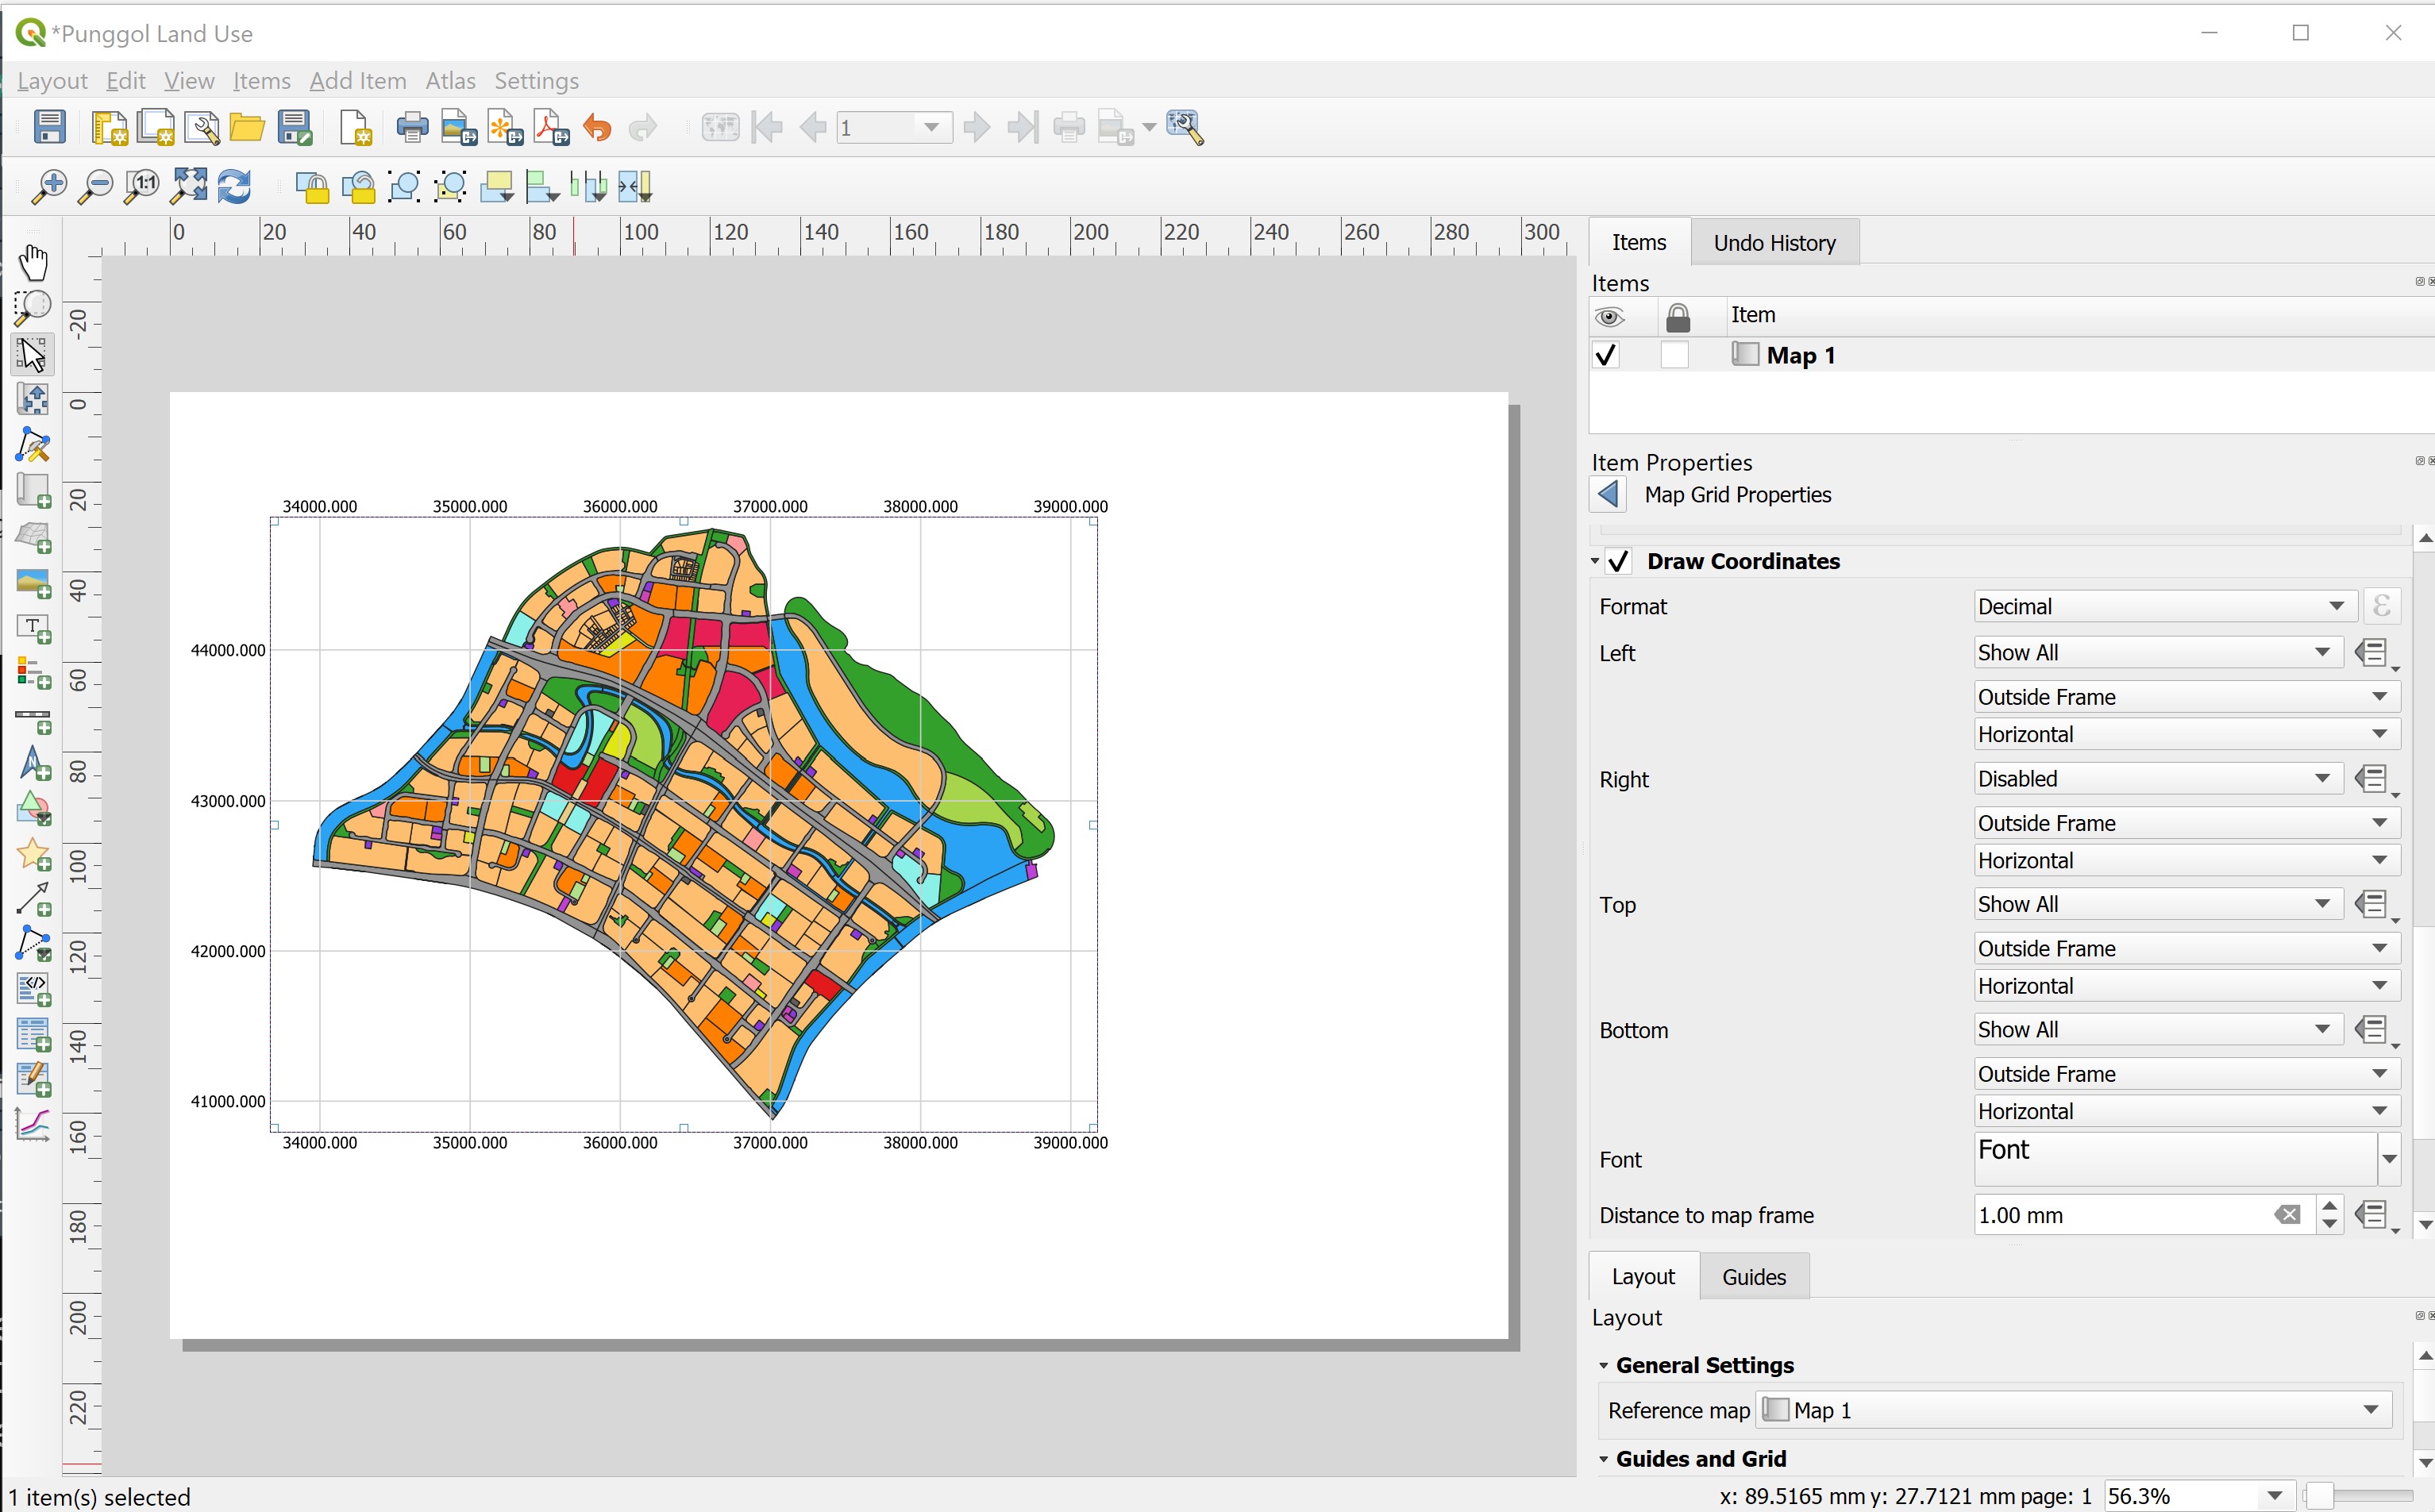 *Punggol Land Use
Layout Edit View Items Add Item Atlas Settings
1
1:1
0 20 40 60 80 100 120 140 160 180 200 220 240 260 280 300
-20
0
20
40
60
80
100
120
140
160
180
200
220
34000.000 35000.000 36000.000 37000.000 38000.000 39000.000
44000.000
43000.000
42000.000
41000.000
34000.000 35000.000 36000.000 37000.000 38000.000 39000.000
Items Undo History
Items
Item
Map 1
Item Properties
Map Grid Properties
Draw Coordinates
Format Decimal ε
Left Show All
Outside Frame
Horizontal
Right Disabled
Outside Frame
Horizontal
Top Show All
Outside Frame
Horizontal
Bottom Show All
Outside Frame
Horizontal
Font Font
Distance to map frame 1.00 mm
Layout Guides
Layout
General Settings
Reference map Map 1
Guides and Grid
1 item(s) selected
x: 89.5165 mm y: 27.7121 mm page: 1 56.3%